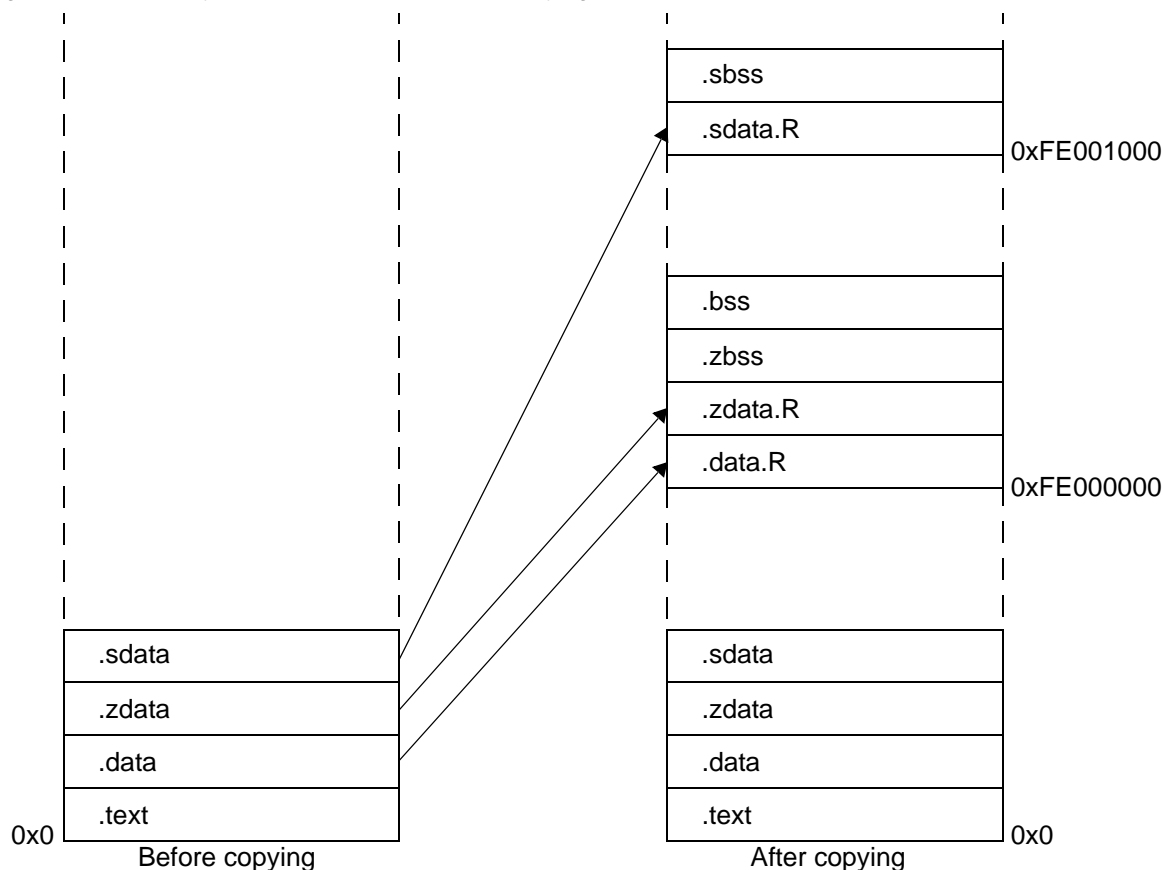 .sbss
.sdata.R
0xFE001000
.bss
.zbss
.zdata.R
.data.R
0xFE000000
.sdata
.zdata
.data
.text
0x0
Before copying
.sdata
.zdata
.data
.text
0x0
After copying